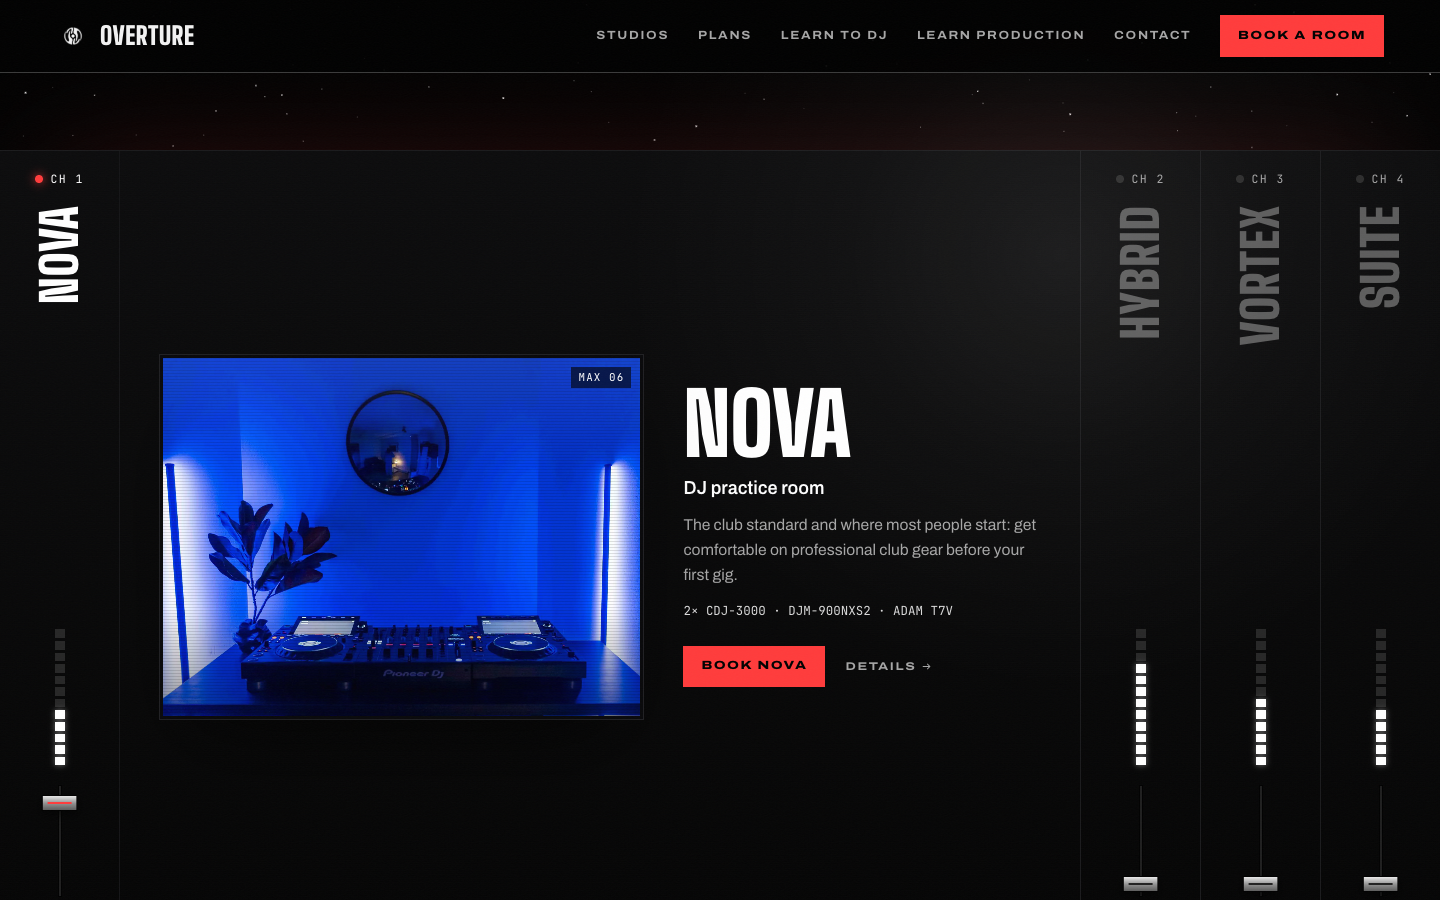 OVERTURE
STUDIOS
PLANS
LEARN TO DJ
LEARN PRODUCTION
CONTACT
BOOK A ROOM
CH 1
NOVA
MAX 06
Pioneer Dj
NOVA
DJ practice room
The club standard and where most people start: get
comfortable on professional club gear before your
first gig.
2× CDJ-3000 · DJM-900NXS2 · ADAM T7V
BOOK NOVA
DETAILS →
CH 2
HYBRID
CH 3
VORTEX
CH 4
SUITE